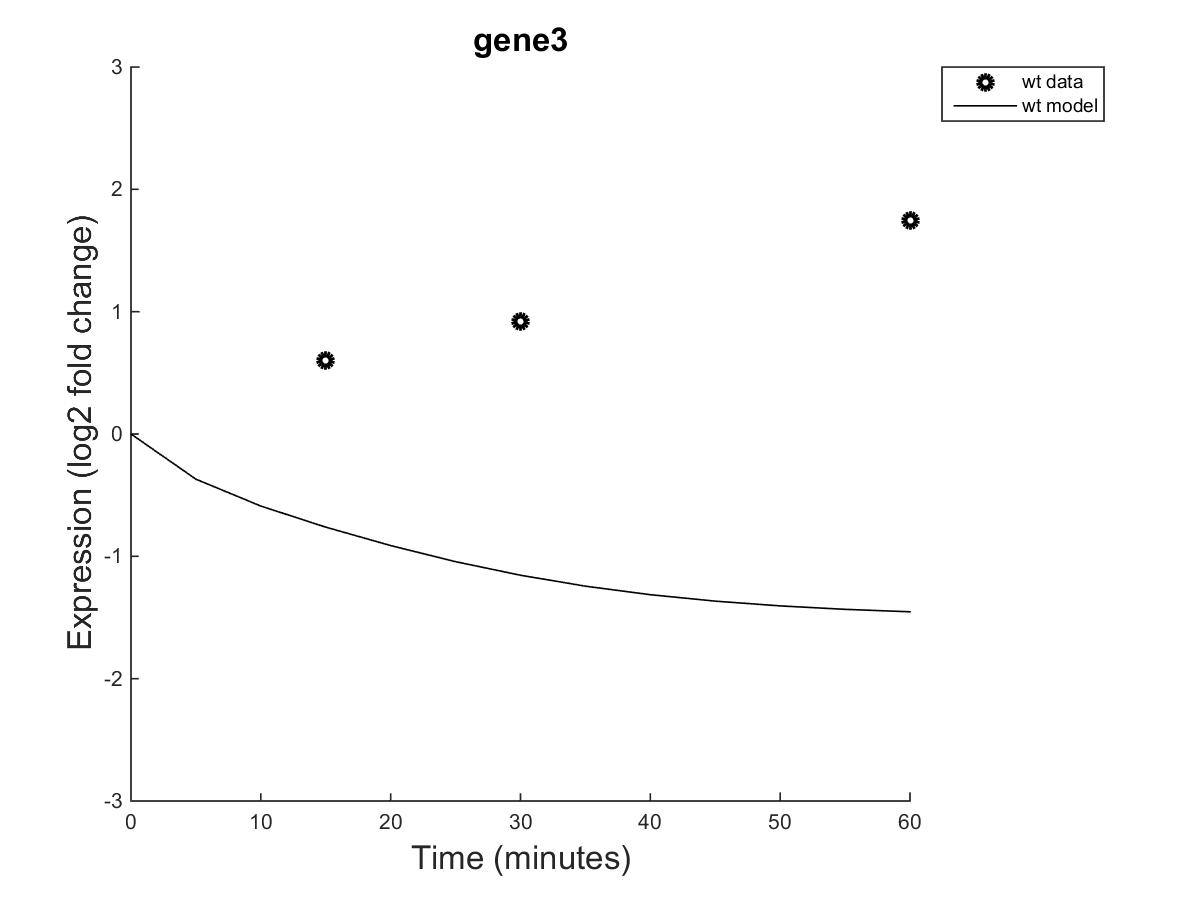 gene3
wt data
wt model
3
2
1
0
-1
-2
-3
Expression (log2 fold change)
0 10 20 30 40 50 60
Time (minutes)